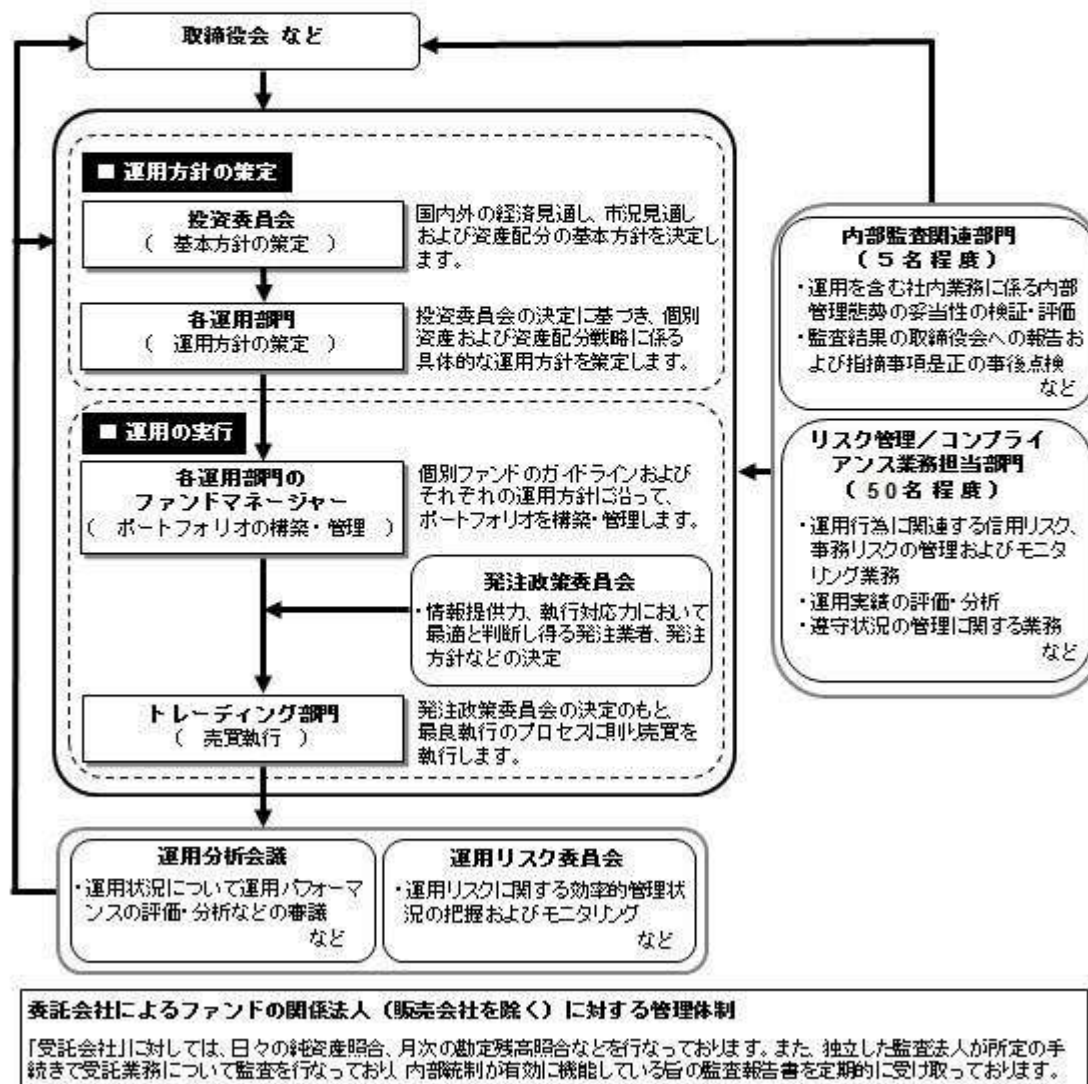 取締役会 など
■ 運用方針の策定
投資委員会
( 基本方針の策定 )
国内外の経済見通し、市況見通し
および資産配分の基本方針を決定し
ます。
各運用部門
( 運用方針の策定 )
投資委員会の決定に基づき、個別
資産および資産配分戦略に係る
具体的な運用方針を策定します。
■ 運用の実行
各運用部門の
ファンドマネージャー
( ポートフォリオの構築・管理 )
個別ファンドのガイドラインおよび
それぞれの運用方針に沿って、
ポートフォリオを構築・管理します。
発注政策委員会
・情報提供力、執行対応力において
最適と判断し得る発注業者、発注
方針などの決定
トレーディング部門
( 売買執行 )
発注政策委員会の決定のもと、
最良執行のプロセスに則り売買を
執行します。
内部監査関連部門
(5名程度)
・運用を含む社内業務に係る内部
管理態勢の妥当性の検証・評価
・監査結果の取締役会への報告お
よび指摘事項是正の事後点検
など
リスク管理/コンプライ
アンス業務担当部門
(50名程度)
・運用行為に関連する信用リスク、
事務リスクの管理およびモニタ
リング業務
・運用実績の評価・分析
・遵守状況の管理に関する業務
など
運用分析会議
・運用状況について運用パフォーマ
ンスの評価・分析などの審議
など
運用リスク委員会
・運用リスクに関する効率的管理状
況の把握およびモニタリング
など
委託会社によるファンドの関係法人(販売会社を除く)に対する管理体制
「受託会社」に対しては、日々の純資産照合、月次の勘定残高照合などを行なっております。また、独立した監査法人が所定の手
続きで受託業務について監査を行なっており、内部統制が有効に機能している旨の監査報告書を定期的に受け取っております。